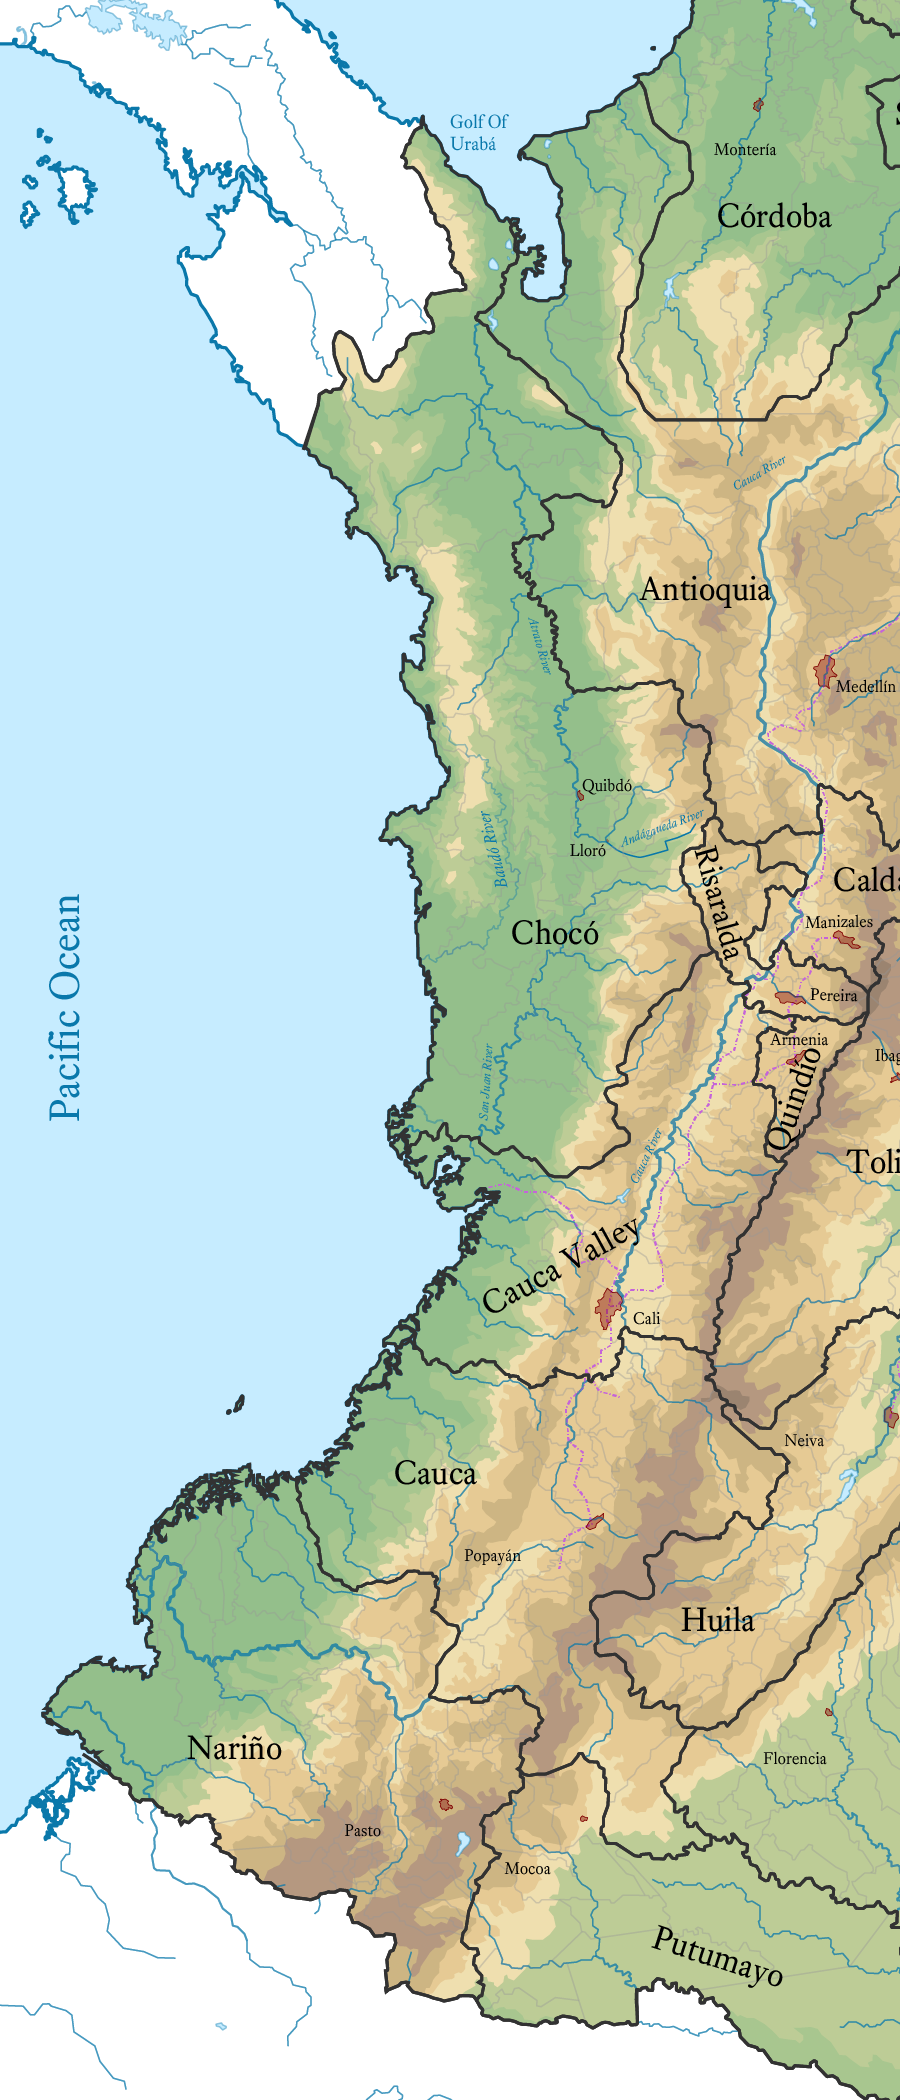 Golf Of
Urabá
Montería
Córdoba
Cauca River
Antioquia
Atrato River
Medellín
Quibdó
Andágueda River
Lloró
Baudó River
Risaralda
Calda
Manizales
Chocó
Pacific Ocean
Pereira
Armenia
Quindío
Ibag
San Juan River
Cauca River
Toli
Cauca Valley
Cali
Neiva
Cauca
Popayán
Huila
Nariño
Florencia
Pasto
Mocoa
Putumayo